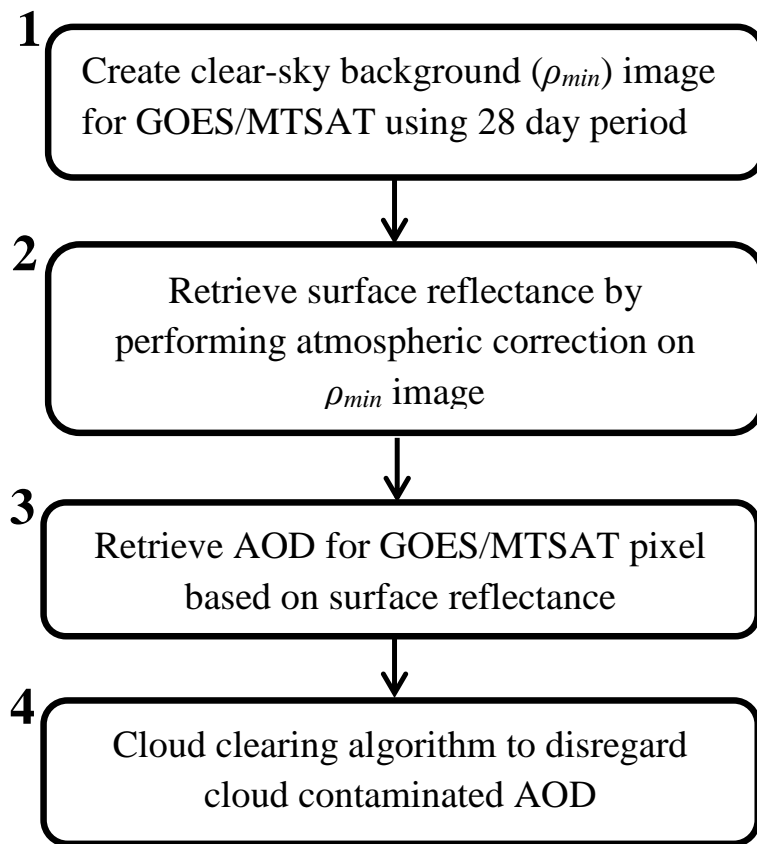 1
Create clear-sky background (ρmin) image
for GOES/MTSAT using 28 day period
2
Retrieve surface reflectance by
performing atmospheric correction on
ρmin image
3
Retrieve AOD for GOES/MTSAT pixel
based on surface reflectance
4
Cloud clearing algorithm to disregard
cloud contaminated AOD